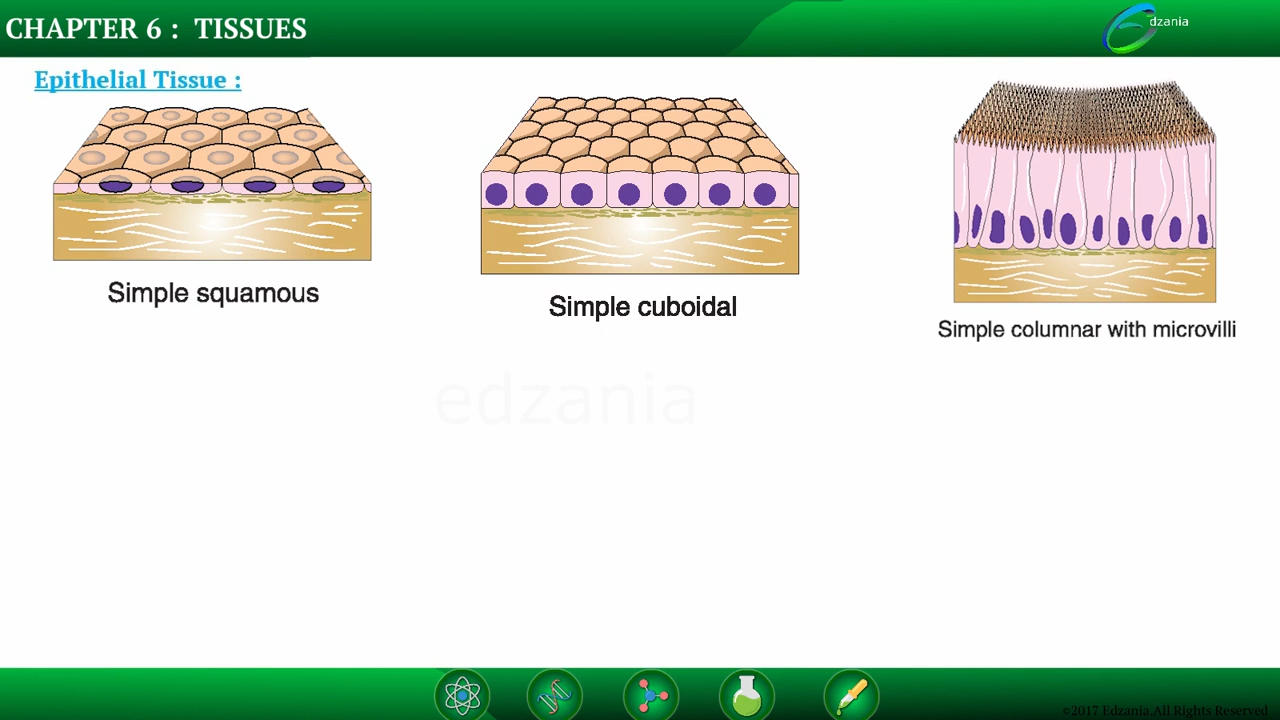 CHAPTER 6 : TISSUES
dzania
Epithelial Tissue :
Simple squamous
Simple cuboidal
Simple columnar with microvilli
edzania
©2017 Edzania.All Rights Reserved